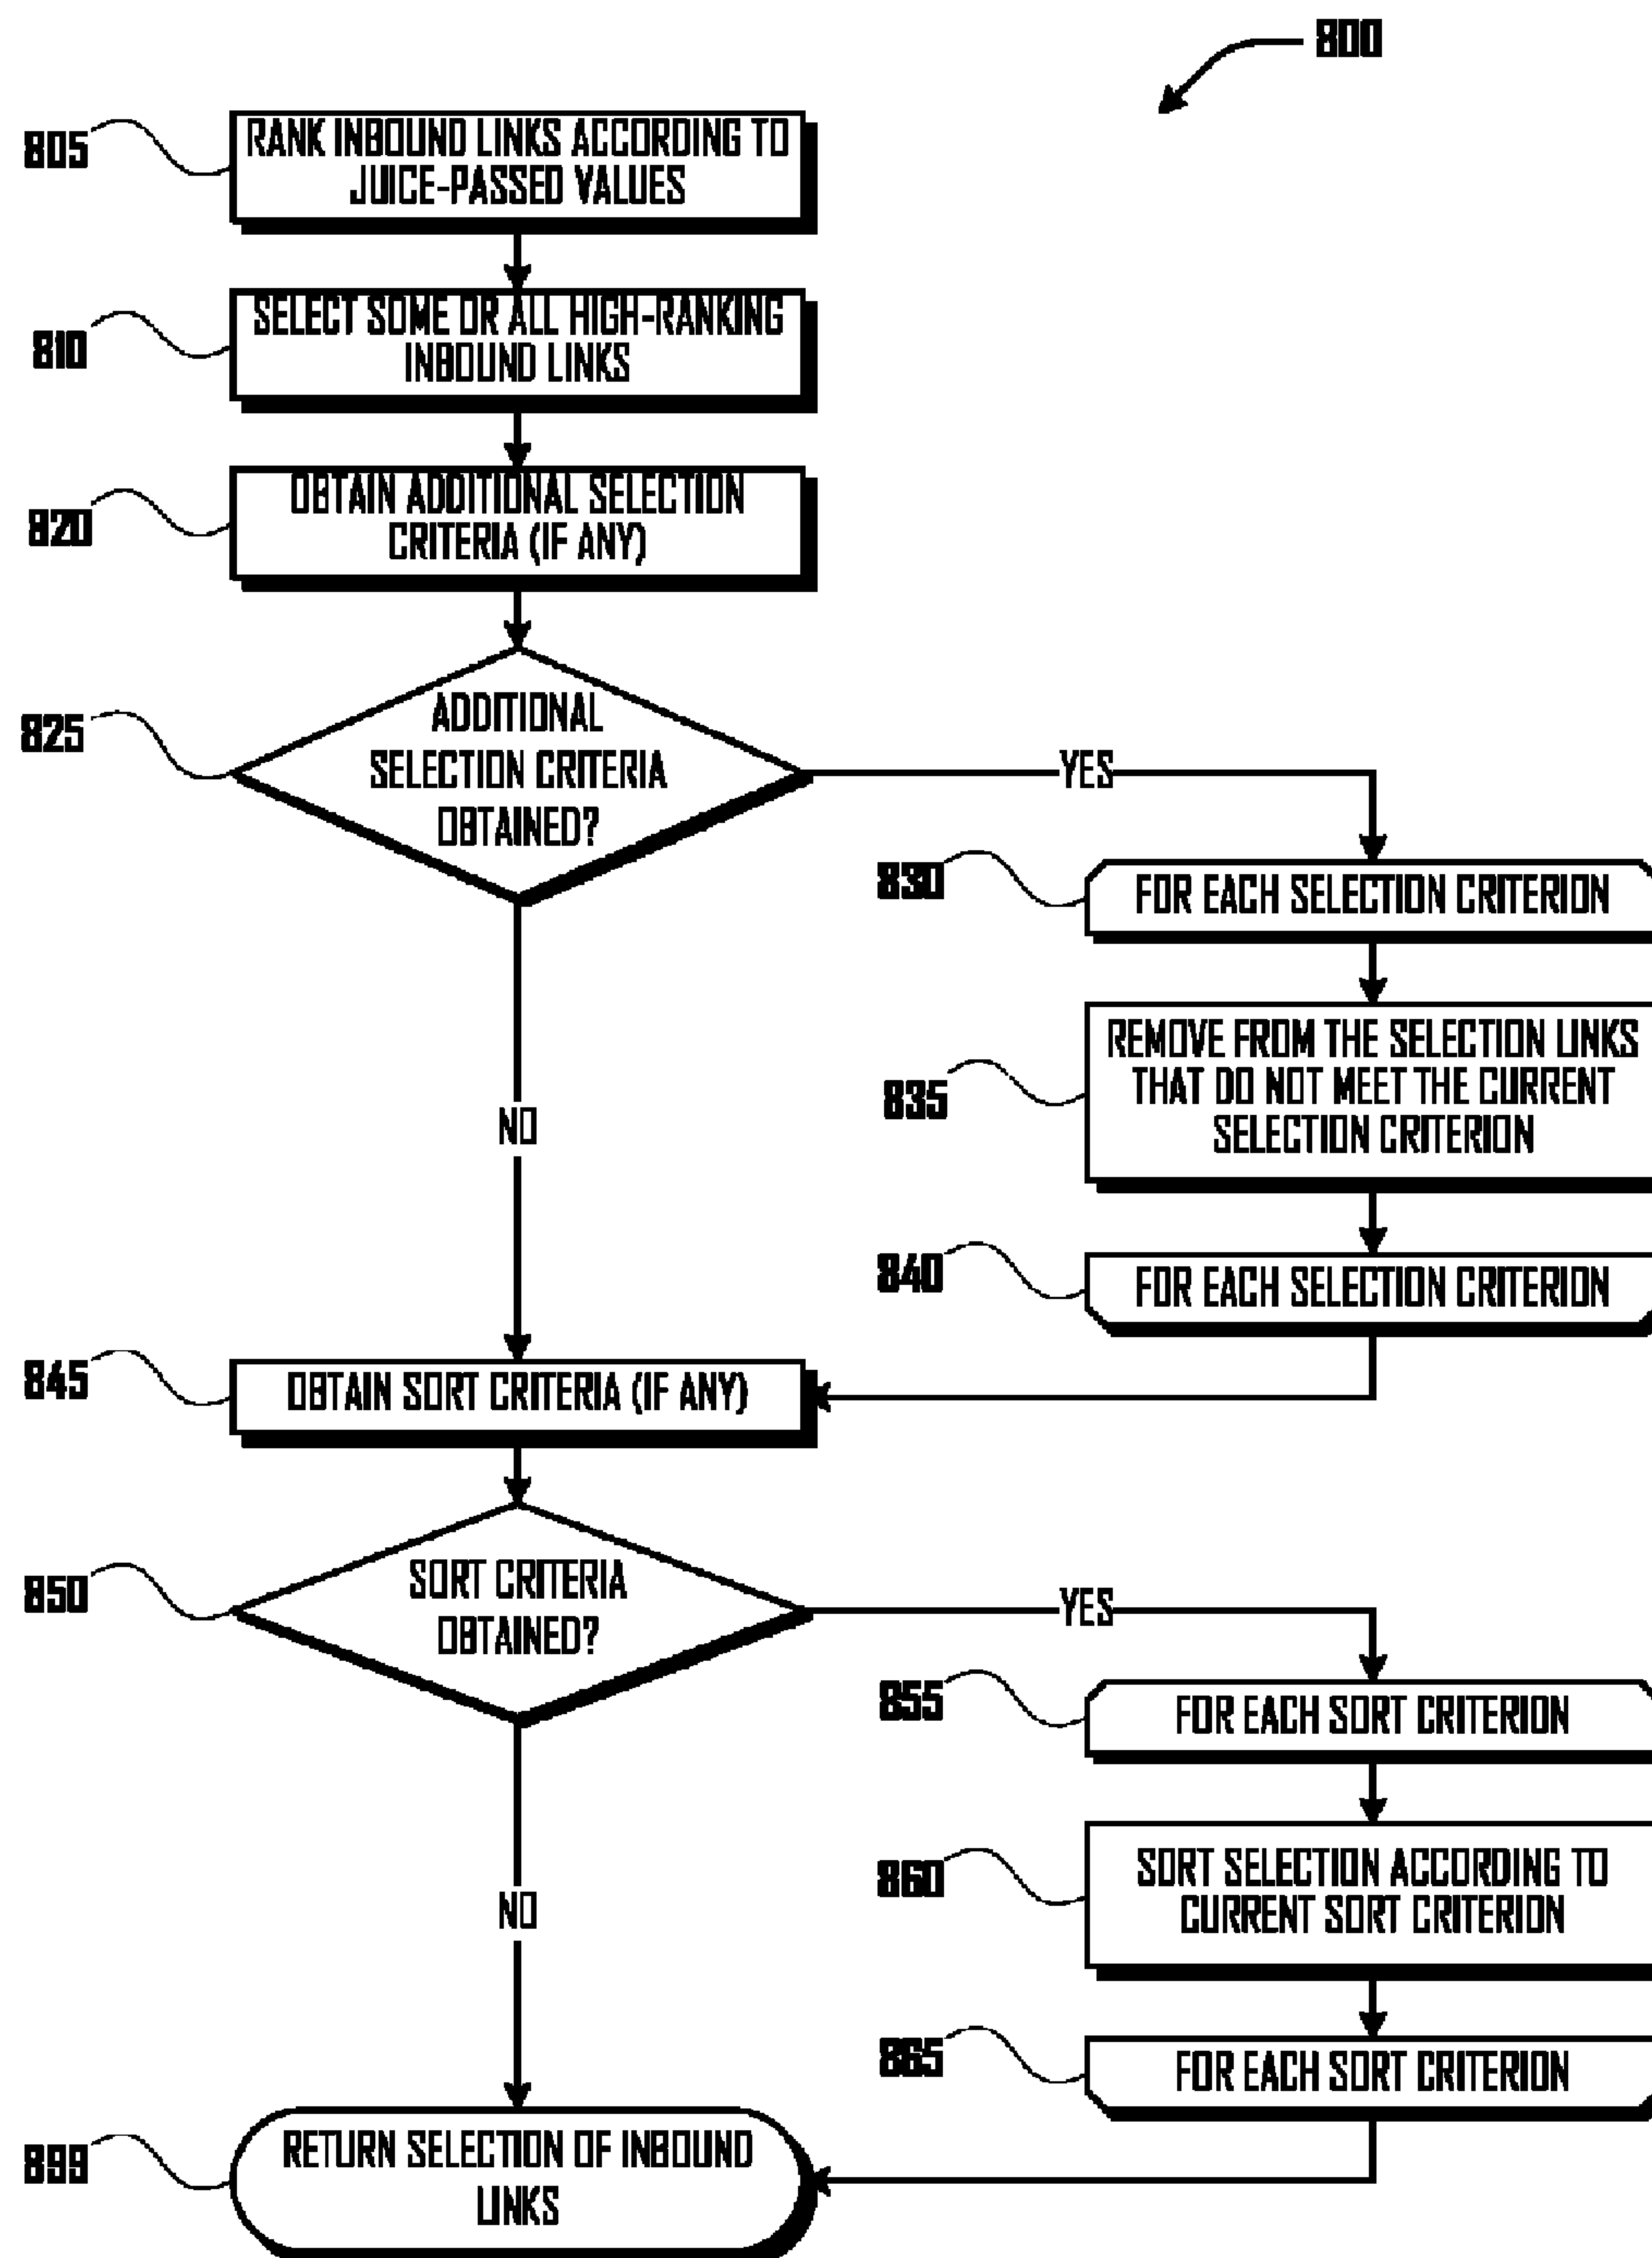 800
805
RANK INBOUND LINKS ACCORDING TO
JUICE-PASSED VALUES
810
SELECT SOME OR ALL HIGH-RANKING
INBOUND LINKS
820
OBTAIN ADDITIONAL SELECTION
CRITERIA (IF ANY)
825
ADDITIONAL
SELECTION CRITERIA
OBTAINED?
YES
830
FOR EACH SELECTION CRITERION
835
REMOVE FROM THE SELECTION LINKS
THAT DO NOT MEET THE CURRENT
SELECTION CRITERION
NO
840
FOR EACH SELECTION CRITERION
845
OBTAIN SORT CRITERIA (IF ANY)
850
SORT CRITERIA
OBTAINED?
YES
855
FOR EACH SORT CRITERION
860
SORT SELECTION ACCORDING TO
CURRENT SORT CRITERION
NO
865
FOR EACH SORT CRITERION
899
RETURN SELECTION OF INBOUND
LINKS